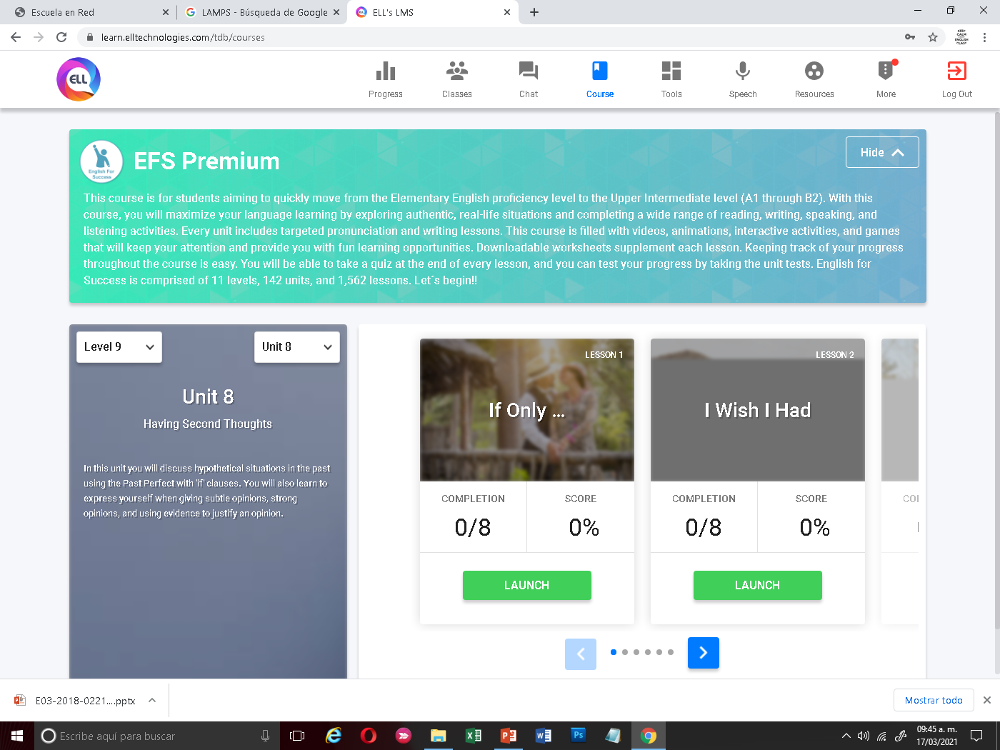 Escuela en Red
LAMPS - Búsqueda de Google
ELL's LMS
learn.elltechnologies.com/tdb/courses
KEEP
CALM
ENGLISH
CLASS
ELL
Progress
Classes
Chat
Course
Tools
Speech
Resources
More
Log Out
English For
Success
EFS Premium
Hide
This course is for students aiming to quickly move from the Elementary English proficiency level to the Upper Intermediate level (A1 through B2). With this
course, you will maximize your language learning by exploring authentic, real-life situations and completing a wide range of reading, writing, speaking, and
listening activities. Every unit includes targeted pronunciation and writing lessons. This course is filled with videos, animations, interactive activities, and games
that will keep your attention and provide you with fun learning opportunities. Downloadable worksheets supplement each lesson. Keeping track of your progress
throughout the course is easy. You will be able to take a quiz at the end of every lesson, and you can test your progress by taking the unit tests. English for
Success is comprised of 11 levels, 142 units, and 1,562 lessons. Let´s begin!!
Level 9
Unit 8
Unit 8
Having Second Thoughts
In this unit you will discuss hypothetical situations in the past
using the Past Perfect with 'if' clauses. You will also learn to
express yourself when giving subtle opinions, strong
opinions, and using evidence to justify an opinion.
LESSON 1
If Only ...
COMPLETION
SCORE
0/8
0%
LAUNCH
LESSON 2
I Wish I Had
COMPLETION
SCORE
0/8
0%
LAUNCH
E03-2018-0221....pptx
Mostrar todo
Escribe aquí para buscar
Ps
09:45 a. m.
17/03/2021